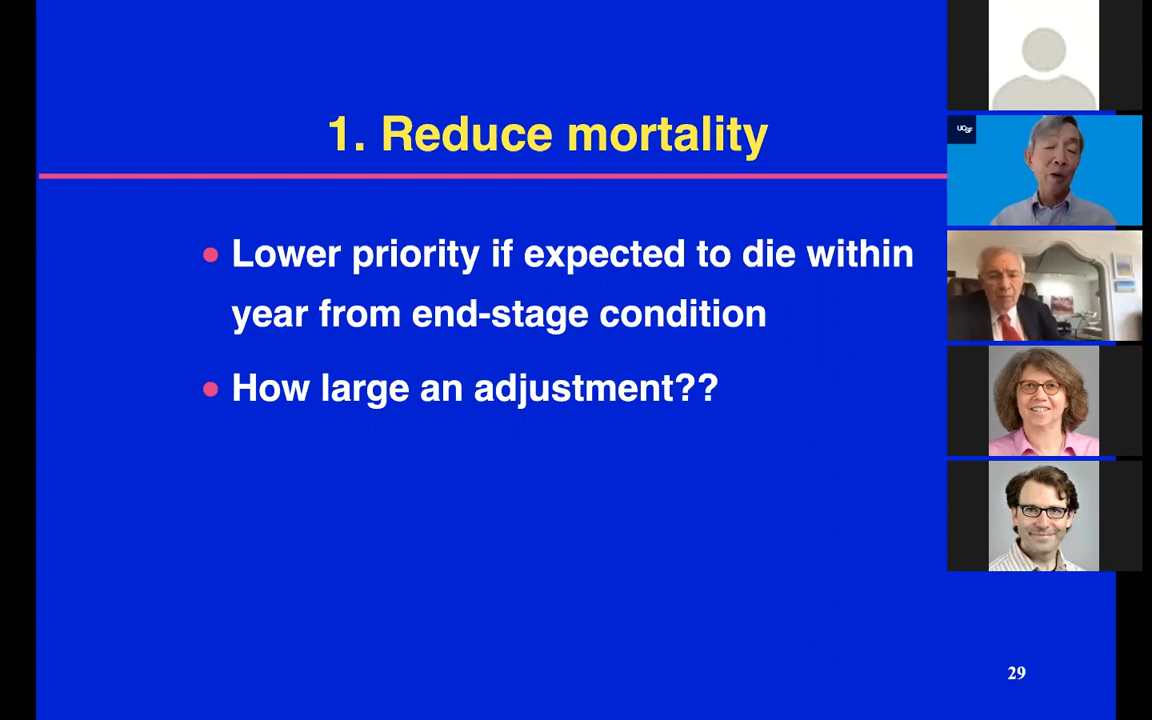 1. Reduce mortality
UCSF
Lower priority if expected to die within
year from end-stage condition
How large an adjustment??
29